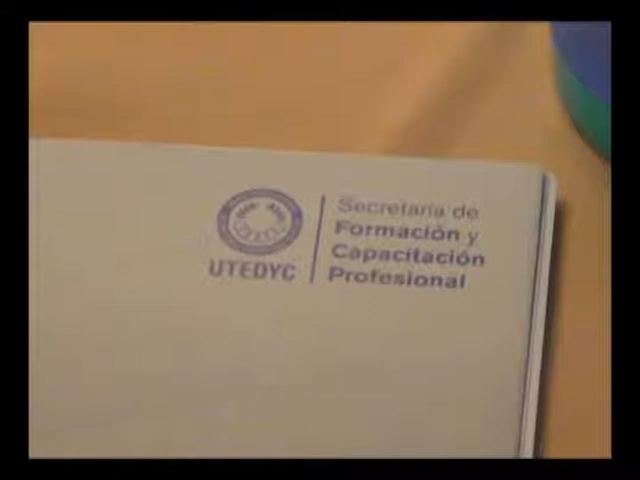 UTEDYC
Secretaría de
Formación y
Capacitación
Profesional